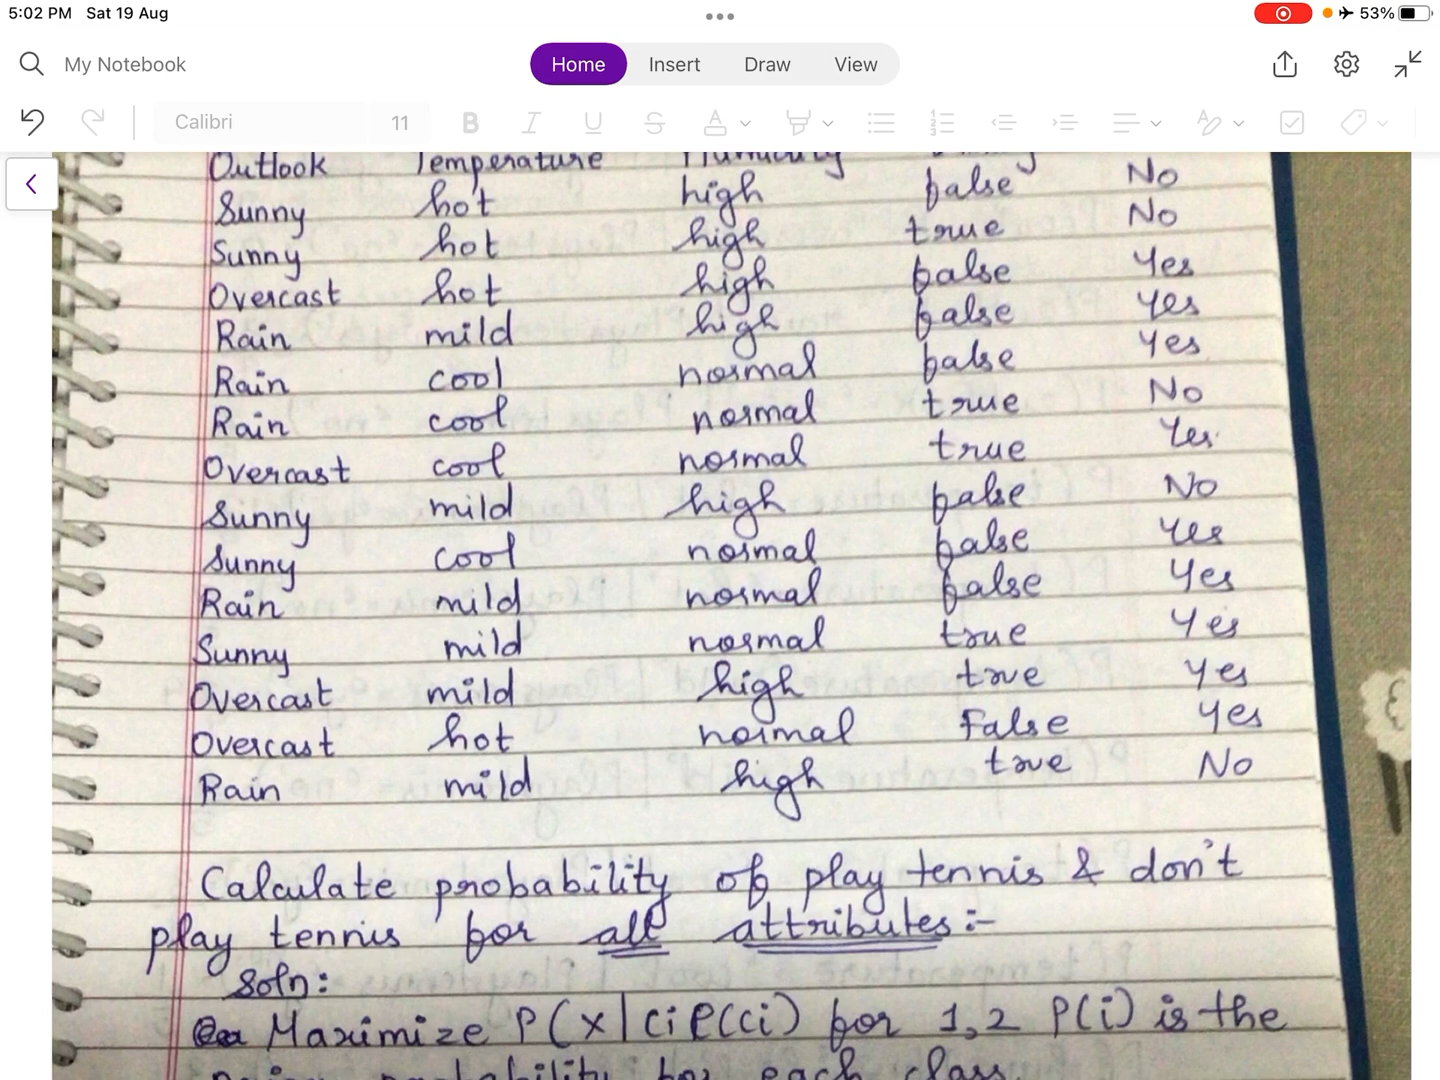 5:02 PM Sat 19 Aug
53%
My Notebook
Home Insert Draw View
Calibri 11 B I U S A
Outlook Temperature Humidity
Sunny hot high false No
Sunny hot high true No
Overcast hot high false Yes
Rain mild high false Yes
Rain cool normal false Yes
Rain cool normal true No
Overcast cool normal true Yes
Sunny mild high false No
Sunny cool normal false Yes
Rain mild normal false Yes
Sunny mild normal true Yes
Overcast mild high true Yes
Overcast hot normal False Yes
Rain mild high true No
Calculate probability of play tennis & don't
play tennis for all attributes :-
Soln:
Maximize P(x|ci P(ci) for 1,2 P(i) is the
probability for each class